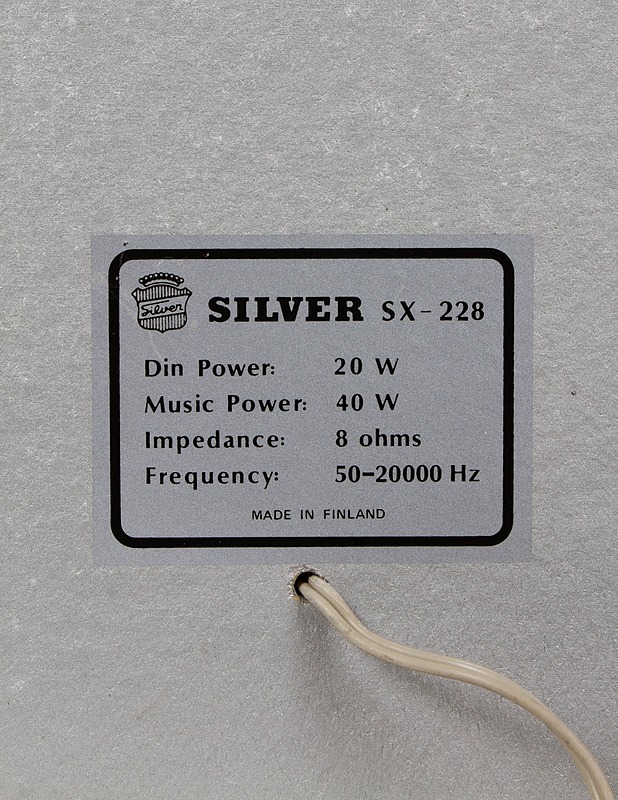 Silver
SILVER SX-228
Din Power: 20 W
Music Power: 40 W
Impedance: 8 ohms
Frequency: 50-20000 Hz
MADE IN FINLAND